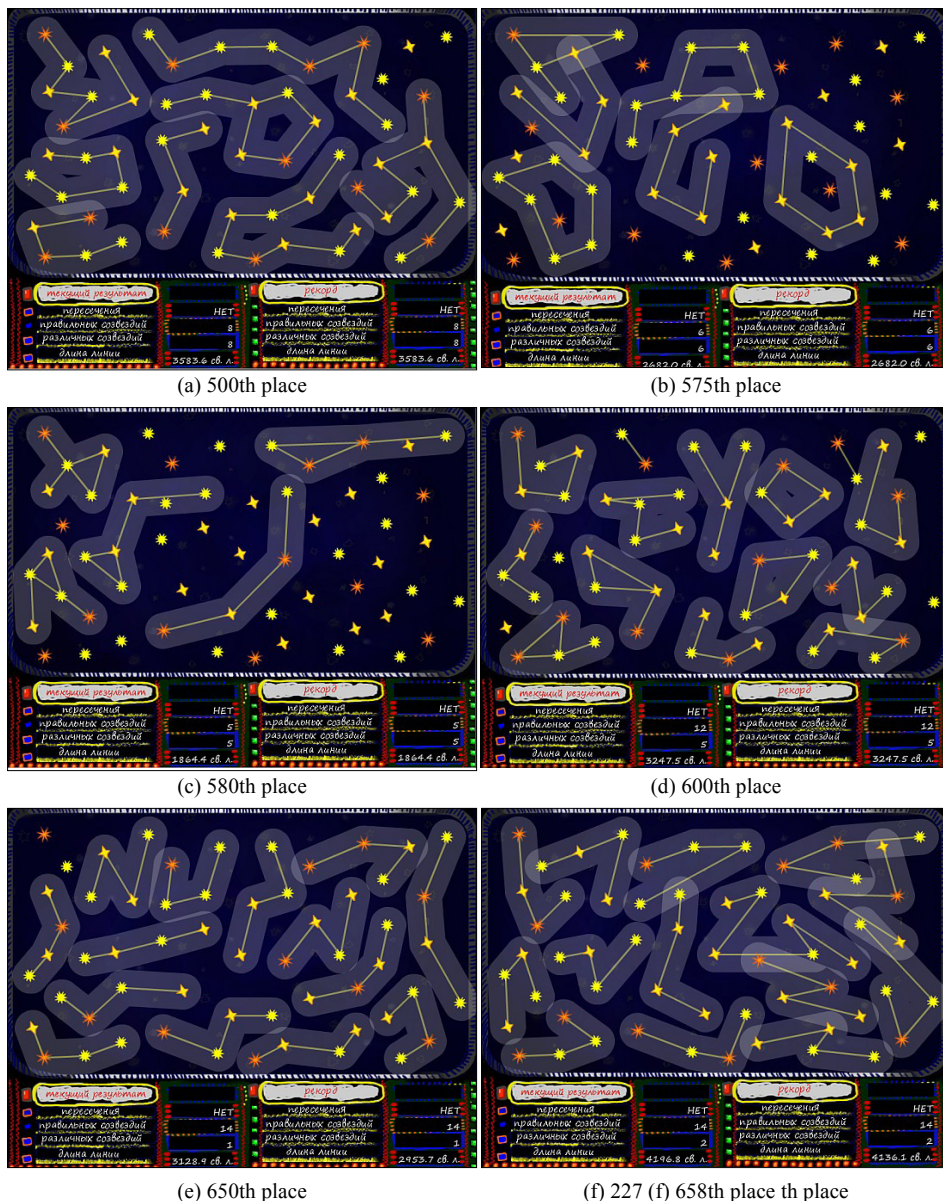 текущий результат
пересечения НЕТ
правильных созвездий 8
различных созвездий 8
длина линии 3583.6 св. л.
рекорд
пересечения НЕТ
правильных созвездий 8
различных созвездий 8
длина линии 3583.6 св. л.
(a) 500th place
текущий результат
пересечения НЕТ
правильных созвездий 6
различных созвездий 6
длина линии 2682.0 св. л.
рекорд
пересечения НЕТ
правильных созвездий 6
различных созвездий 6
длина линии 2682.0 св. л.
(b) 575th place
текущий результат
пересечения НЕТ
правильных созвездий 5
различных созвездий 5
длина линии 1864.4 св. л.
рекорд
пересечения НЕТ
правильных созвездий 5
различных созвездий 5
длина линии 1864.4 св. л.
(c) 580th place
текущий результат
пересечения НЕТ
правильных созвездий 12
различных созвездий 5
длина линии 3247.5 св. л.
рекорд
пересечения НЕТ
правильных созвездий 12
различных созвездий 5
длина линии 3247.5 св. л.
(d) 600th place
текущий результат
пересечения НЕТ
правильных созвездий 14
различных созвездий 1
длина линии 3128.9 св. л.
рекорд
пересечения НЕТ
правильных созвездий 14
различных созвездий 1
длина линии 2953.7 св. л.
(e) 650th place
текущий результат
пересечения НЕТ
правильных созвездий 14
различных созвездий 2
длина линии 4196.8 св. л.
рекорд
пересечения НЕТ
правильных созвездий 14
различных созвездий 2
длина линии 4136.1 св. л.
(f) 227 (f) 658th place th place